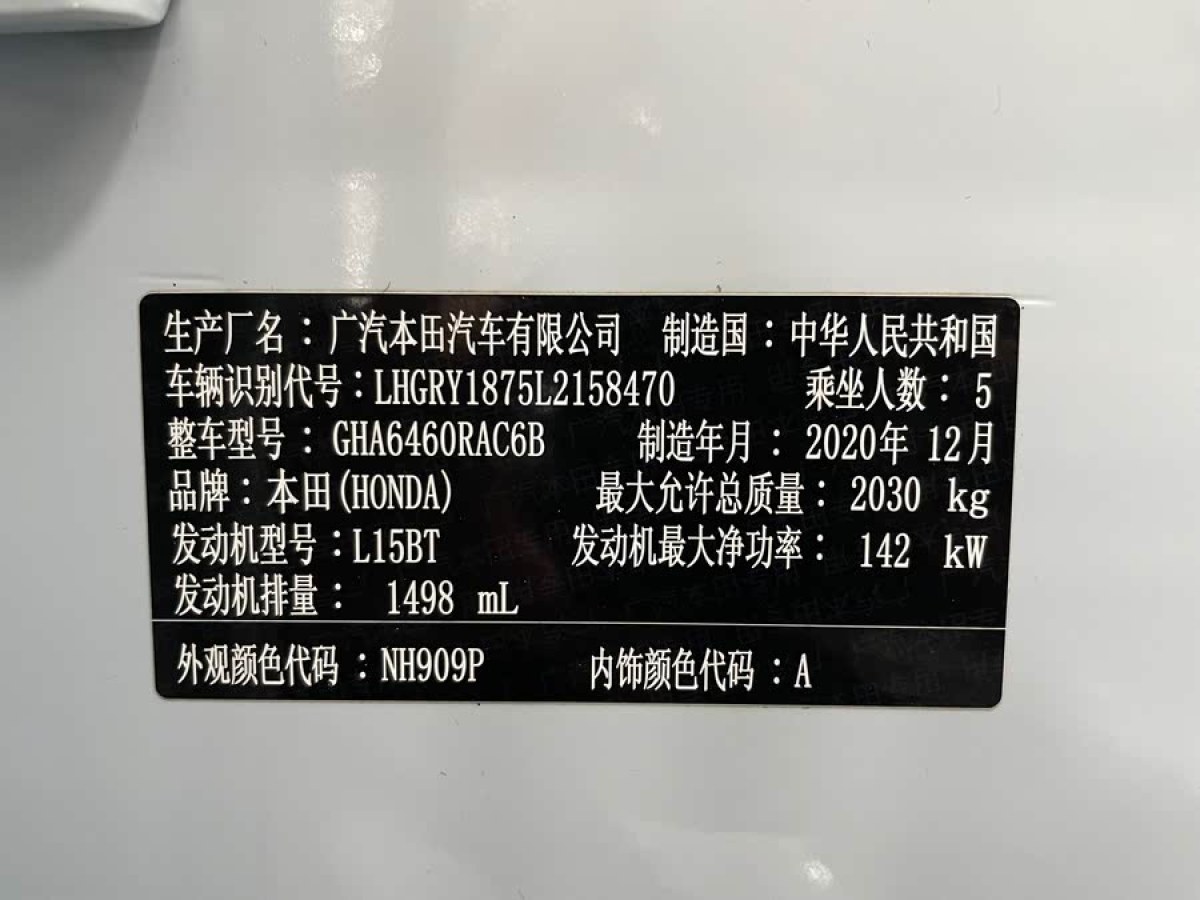 生产厂名：广汽本田汽车有限公司 制造国：中华人民共和国
车辆识别代号：LHGRY1875L2158470 乘坐人数：5
整车型号：GHA6460RAC6B 制造年月：2020年 12月
品牌：本田(HONDA) 最大允许总质量：2030 kg
发动机型号：L15BT 发动机最大净功率：142 kW
发动机排量：1498 mL
外观颜色代码：NH909P 内饰颜色代码：A